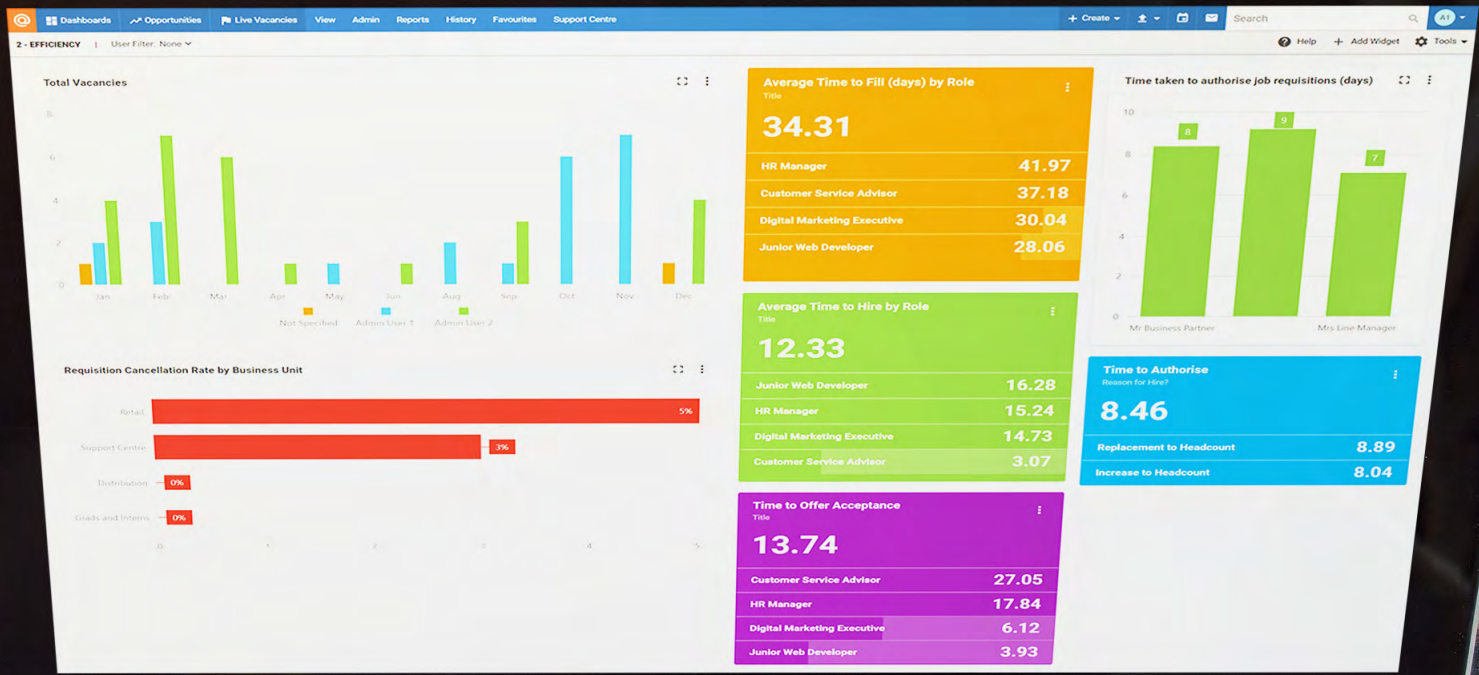 Dashboards Opportunities Live Vacancies View Admin Reports History Favourites Support Centre + Create Search A1
2 - EFFICIENCY | User Filter: None Help + Add Widget Tools
Total Vacancies
8
6
4
2
0
Jan Feb Mar Apr May Jun Aug Sep Oct Nov Dec
Not Specified Admin User 1 Admin User 2
Requisition Cancellation Rate by Business Unit
Retail 5%
Support Centre 3%
Distribution 0%
Grads and Interns 0%
0 1 2 3 4 5
Average Time to Fill (days) by Role
Title
34.31
HR Manager 41.97
Customer Service Advisor 37.18
Digital Marketing Executive 30.04
Junior Web Developer 28.06
Average Time to Hire by Role
Title
12.33
Junior Web Developer 16.28
HR Manager 15.24
Digital Marketing Executive 14.73
Customer Service Advisor 3.07
Time to Offer Acceptance
Title
13.74
Customer Service Advisor 27.05
HR Manager 17.84
Digital Marketing Executive 6.12
Junior Web Developer 3.93
Time taken to authorise job requisitions (days)
10
8
6
4
2
0
8 9 7
Mr Business Partner Mrs Line Manager
Time to Authorise
Reason for Hire?
8.46
Replacement to Headcount 8.89
Increase to Headcount 8.04